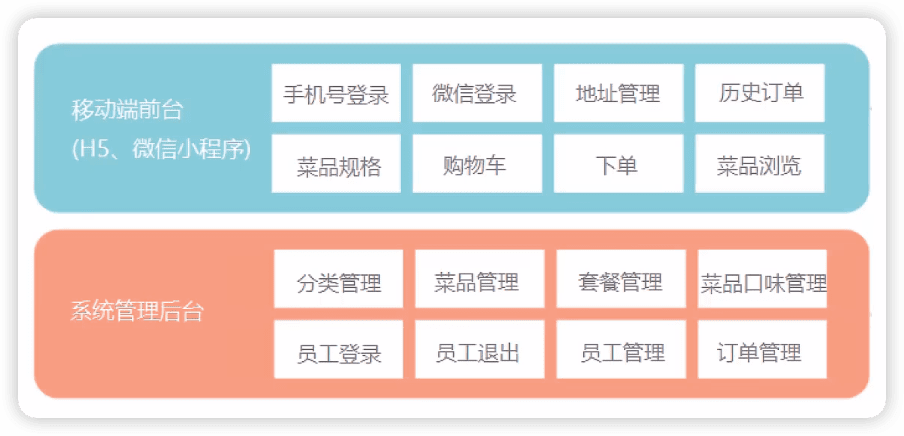 移动端前台
(H5、微信小程序)
手机号登录
微信登录
地址管理
历史订单
菜品规格
购物车
下单
菜品浏览
系统管理后台
分类管理
菜品管理
套餐管理
菜品口味管理
员工登录
员工退出
员工管理
订单管理